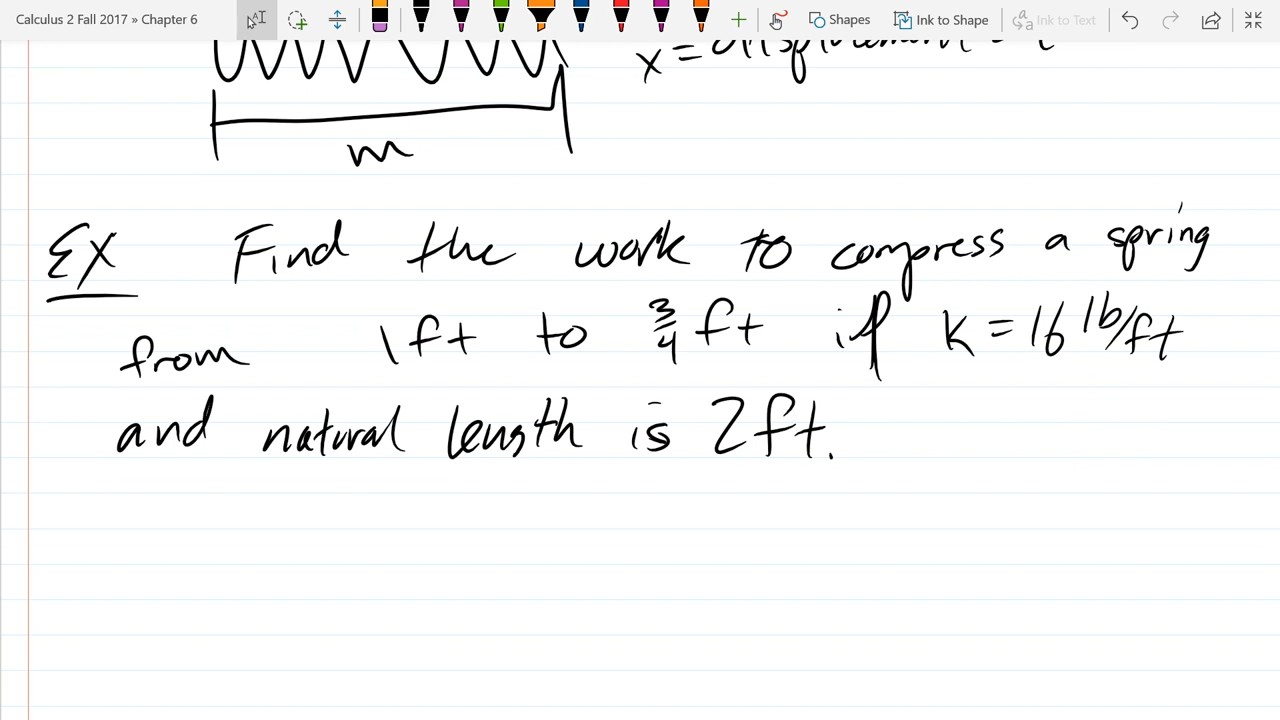 Calculus 2 Fall 2017 » Chapter 6
Shapes
Ink to Shape
Ink to Text
x =
m
EX Find the work to compress a spring
from 1ft to 3/4 ft if K = 16 lb/ft
and natural length is 2ft.